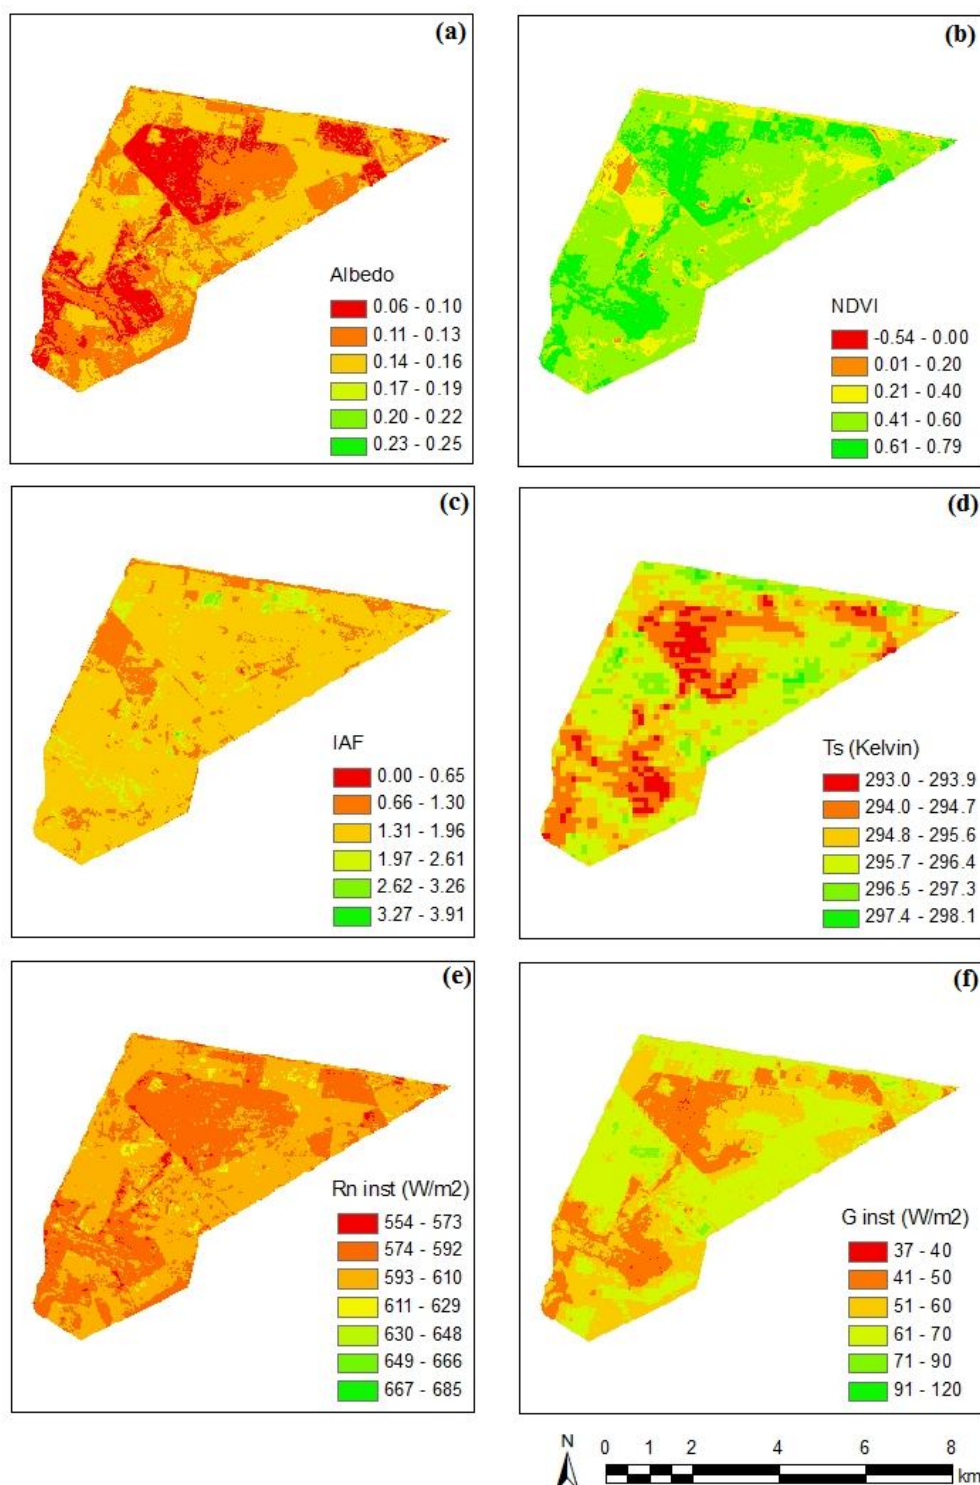 (a)
Albedo
0.06 - 0.10
0.11 - 0.13
0.14 - 0.16
0.17 - 0.19
0.20 - 0.22
0.23 - 0.25
(b)
NDVI
-0.54 - 0.00
0.01 - 0.20
0.21 - 0.40
0.41 - 0.60
0.61 - 0.79
(c)
IAF
0.00 - 0.65
0.66 - 1.30
1.31 - 1.96
1.97 - 2.61
2.62 - 3.26
3.27 - 3.91
(d)
Ts (Kelvin)
293.0 - 293.9
294.0 - 294.7
294.8 - 295.6
295.7 - 296.4
296.5 - 297.3
297.4 - 298.1
(e)
Rn inst (W/m2)
554 - 573
574 - 592
593 - 610
611 - 629
630 - 648
649 - 666
667 - 685
(f)
G inst (W/m2)
37 - 40
41 - 50
51 - 60
61 - 70
71 - 90
91 - 120
N
0 1 2 4 6 8
km